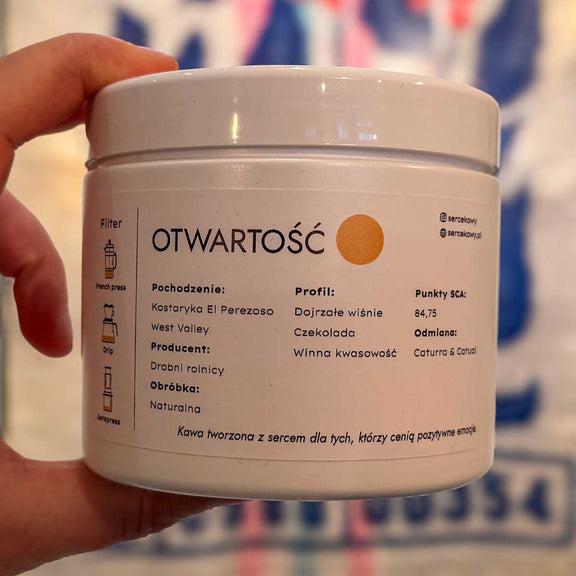 Filter
French press
Drip
Aeropress
OTWARTOŚĆ
sercekawy
sercekawy.pl
Pochodzenie:
Kostaryka El Perezoso
West Valley
Producent:
Drobni rolnicy
Obróbka:
Naturalna
Profil:
Dojrzałe wiśnie
Czekolada
Winna kwasowość
Punkty SCA:
84,75
Odmiana:
Caturra & Catuai
Kawa tworzona z sercem dla tych, którzy cenią pozytywne emocje.
00354